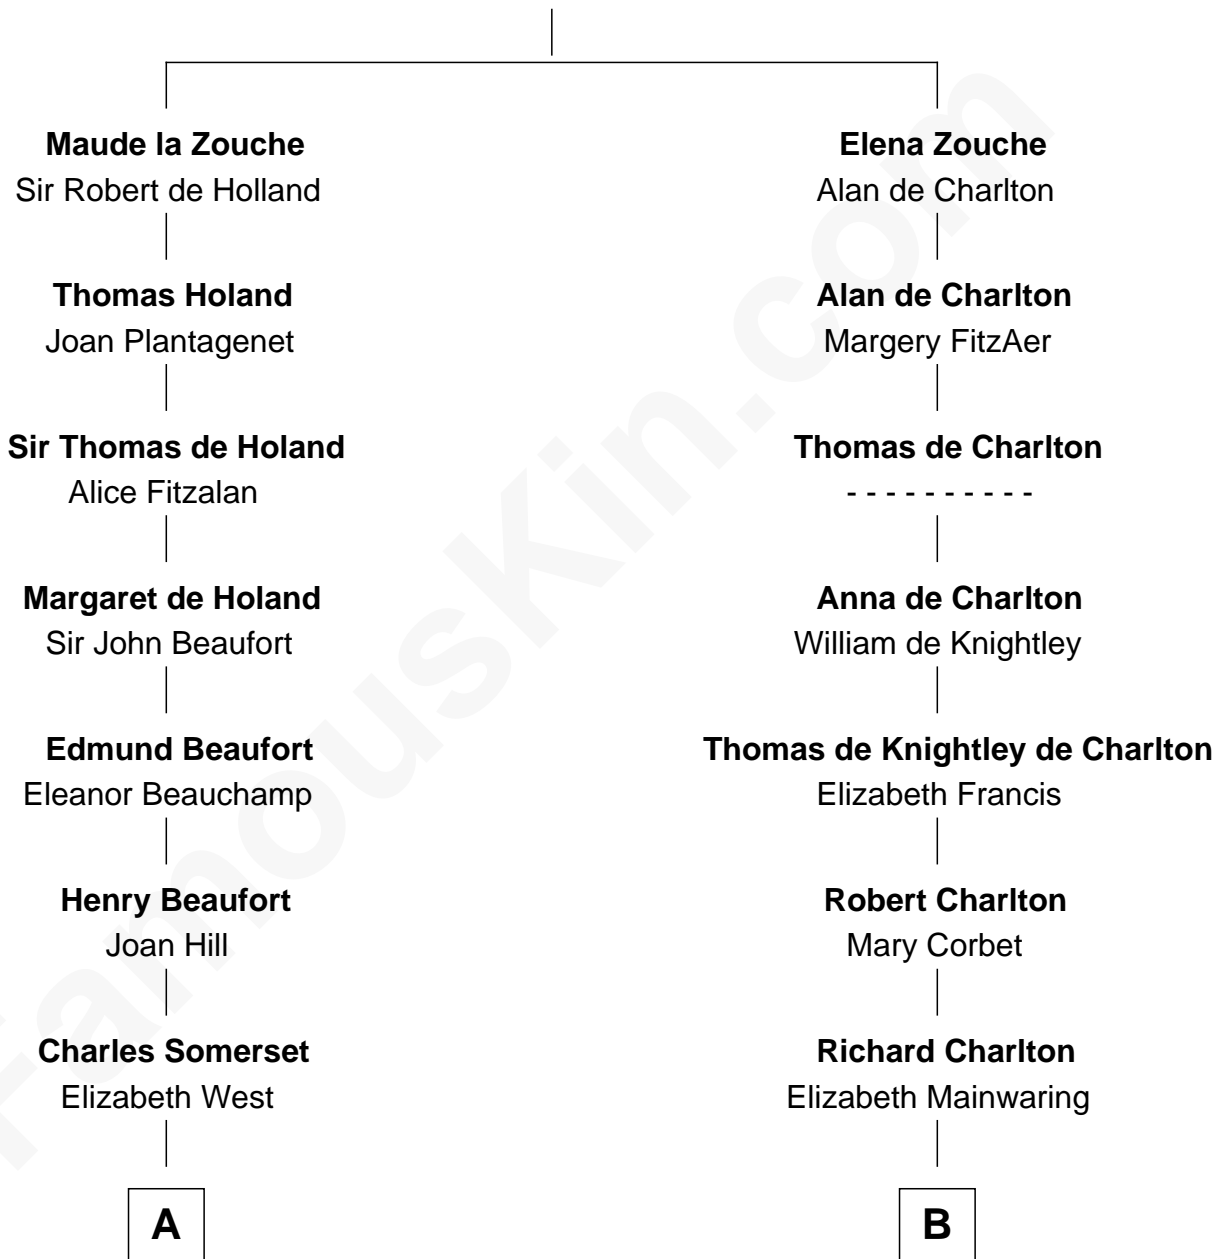 Maude la Zouche
Sir Robert de Holland
Elena Zouche
Alan de Charlton
Thomas Holand
Joan Plantagenet
Alan de Charlton
Margery FitzAer
Sir Thomas de Holand
Alice Fitzalan
Thomas de Charlton
- - - - - - - - - -
Margaret de Holand
Sir John Beaufort
Anna de Charlton
William de Knightley
Edmund Beaufort
Eleanor Beauchamp
Thomas de Knightley de Charlton
Elizabeth Francis
Henry Beaufort
Joan Hill
Robert Charlton
Mary Corbet
Charles Somerset
Elizabeth West
Richard Charlton
Elizabeth Mainwaring
A
B
FamousKin.com